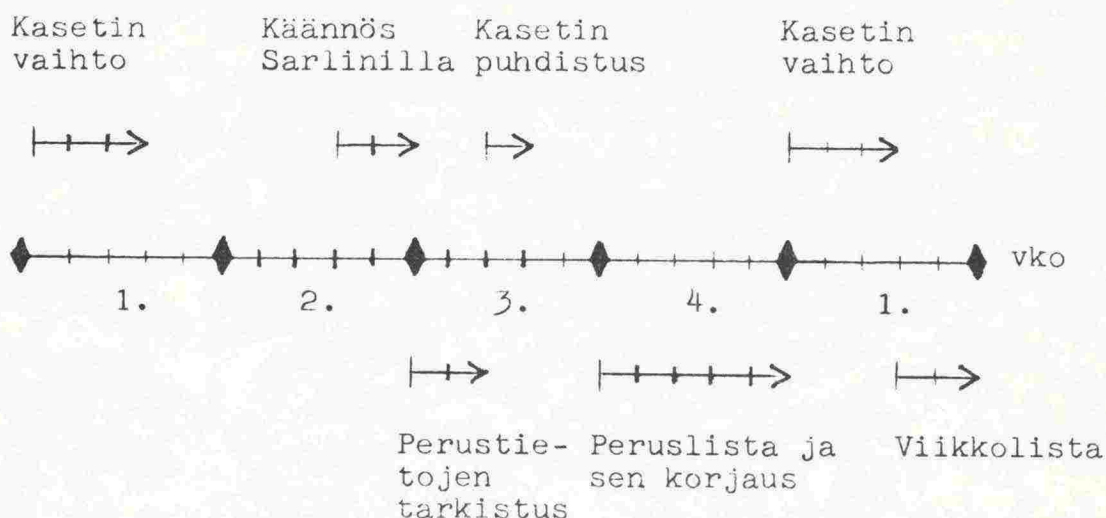 Kasetin
vaihto
Käännös
Sarlinilla
Kasetin
puhdistus
Kasetin
vaihto
vko
1.
2.
3.
4.
1.
Perustie-
tojen
tarkistus
Peruslista ja
sen korjaus
Viikkolista